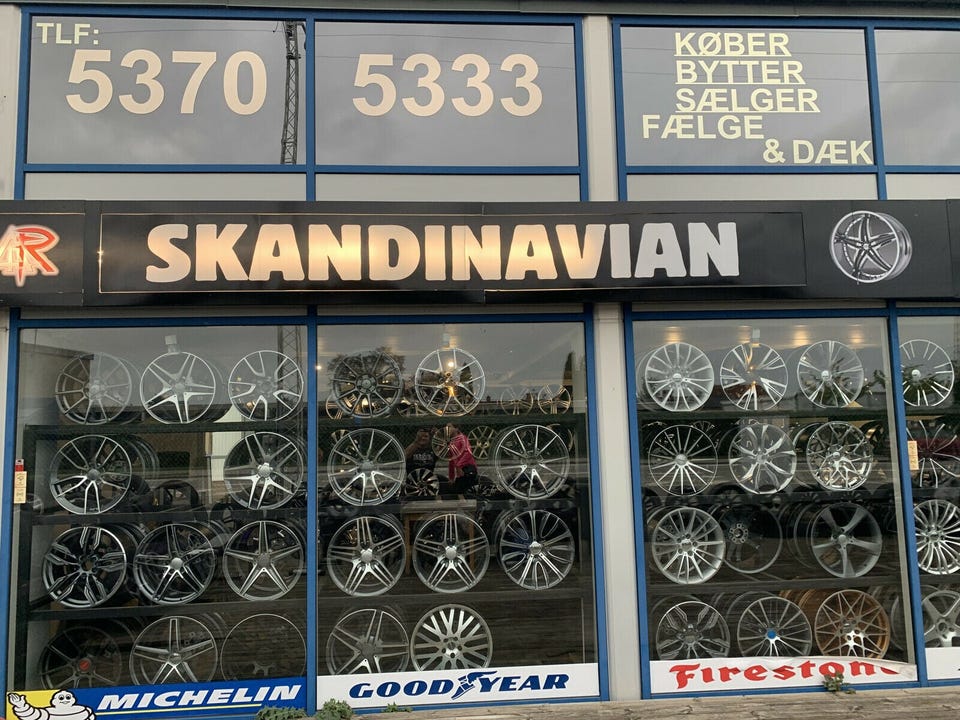 TLF:
5370 5333
KØBER
BYTTER
SÆLGER
FÆLGE
& DÆK
SKANDINAVIAN
MICHELIN
GOODYEAR
Firestone